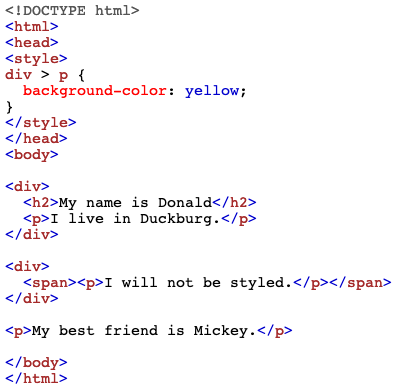 <!DOCTYPE html>
<html>
<head>
<style>
div > p {
  background-color: yellow;
}
</style>
</head>
<body>

<div>
  <h2>My name is Donald</h2>
  <p>I live in Duckburg.</p>
</div>

<div>
  <span><p>I will not be styled.</p></span>
</div>

<p>My best friend is Mickey.</p>

</body>
</html>